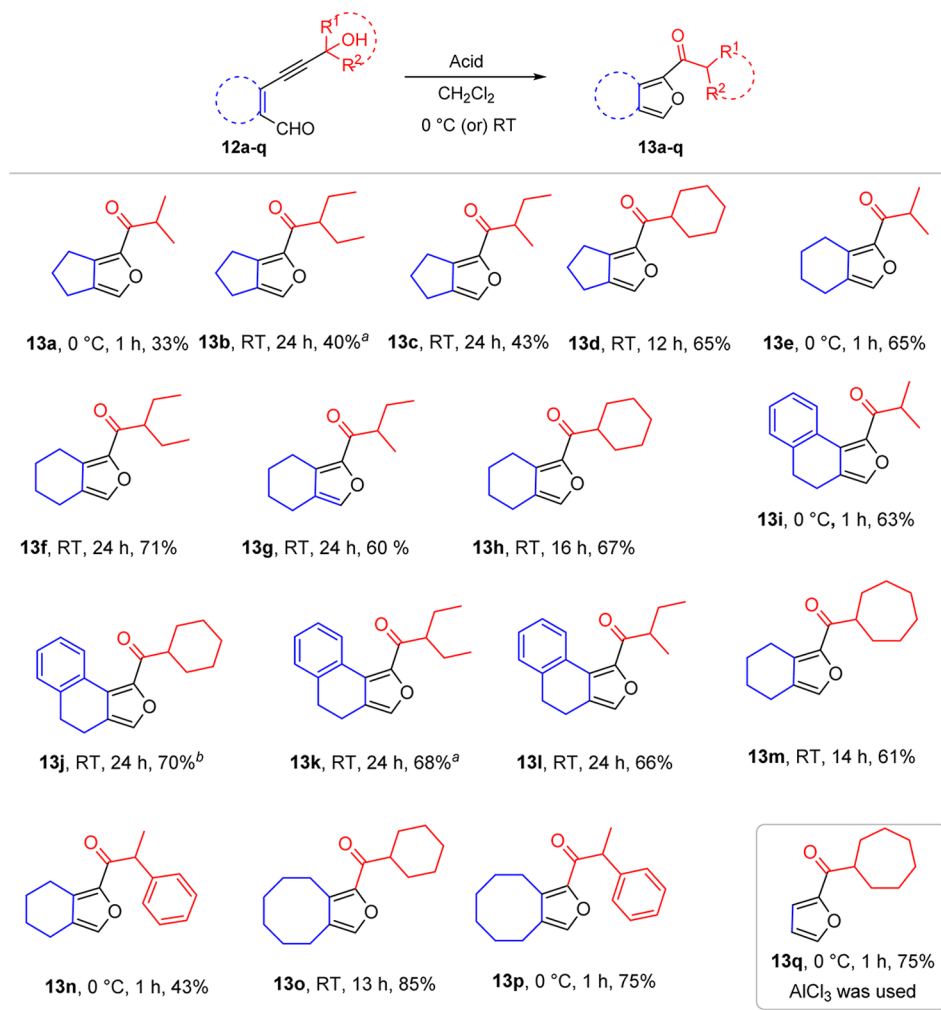 R¹
OH
R²
CHO
12a-q
Acid
CH₂Cl₂
0 °C (or) RT
O
R¹
R²
O
13a-q
O
O
13a, 0 °C, 1 h, 33%
O
O
13b, RT, 24 h, 40%ᵃ
O
O
13c, RT, 24 h, 43%
O
O
13d, RT, 12 h, 65%
O
O
13e, 0 °C, 1 h, 65%
O
O
13f, RT, 24 h, 71%
O
O
13g, RT, 24 h, 60 %
O
O
13h, RT, 16 h, 67%
O
O
13i, 0 °C, 1 h, 63%
O
O
13j, RT, 24 h, 70%ᵇ
O
O
13k, RT, 24 h, 68%ᵃ
O
O
13l, RT, 24 h, 66%
O
O
13m, RT, 14 h, 61%
O
O
13n, 0 °C, 1 h, 43%
O
O
13o, RT, 13 h, 85%
O
O
13p, 0 °C, 1 h, 75%
O
O
13q, 0 °C, 1 h, 75%
AlCl₃ was used